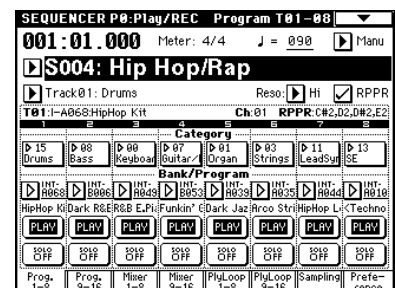 SEQUENCER P0:Play/REC Program T01-08
001:01.000 Meter: 4/4 ♩ = 090 Manu
S004: Hip Hop/Rap
Track01: Drums Reso: Hi RPPR
T01:I-A068:HipHop Kit Ch:01 RPPR:C#2,D2,D#2,E2
1 2 3 4 5 6 7 8
Category
15 08 00 07 01 03 11 13
Drums Bass Keyboar Guitar/ Organ Strings LeadSyn SE
Bank/Program
INT- INT- INT- INT- INT- INT- INT- INT-
A068 B006 A049 B053 A039 A035 A044 A010
HipHop Ki Dark R&B R&B E.Pi Funkin' G Dark Jaz Arco Stri HipHop L <Techno
PLAY PLAY PLAY PLAY PLAY PLAY PLAY PLAY
SOLO SOLO SOLO SOLO SOLO SOLO SOLO SOLO
OFF OFF OFF OFF OFF OFF OFF OFF
Prog. Prog. Mixer Mixer PlyLoop PlyLoop Sampling Prefe-
1-8 9-16 1-8 9-16 1-8 9-16 rence